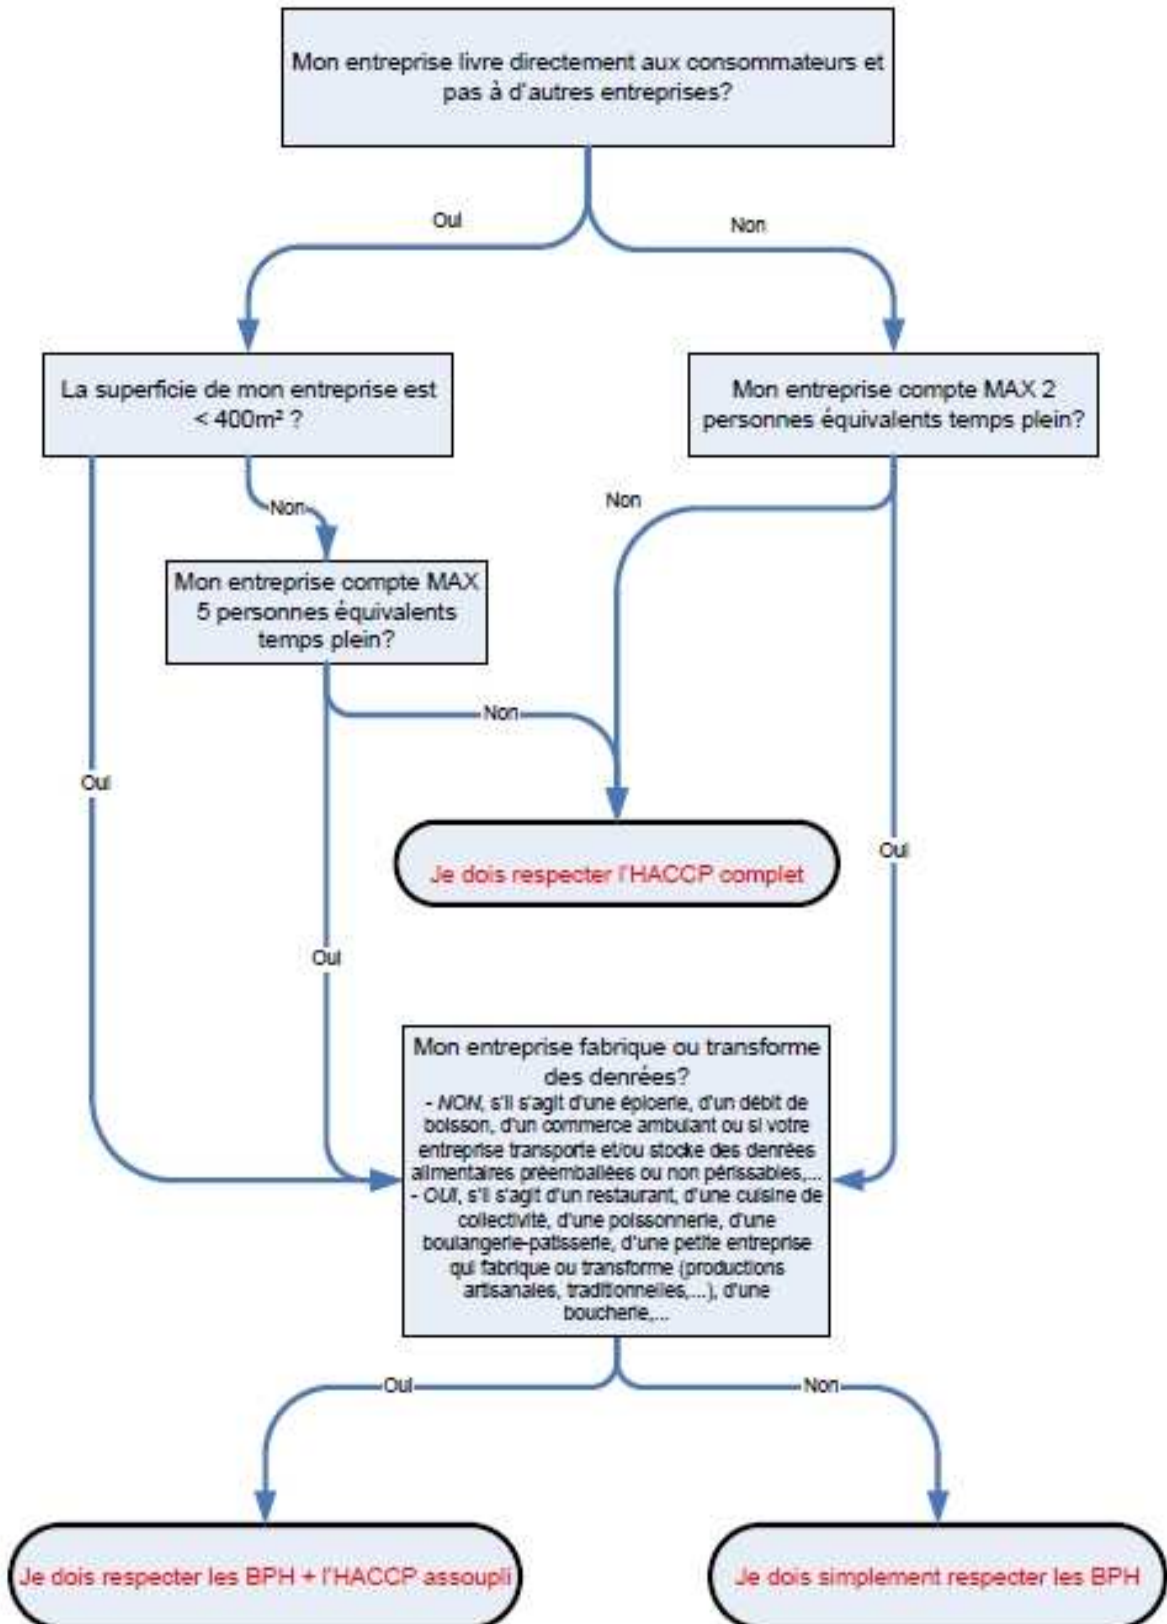 Mon entreprise livre directement aux consommateurs et
pas à d'autres entreprises?
Oui
Non
La superficie de mon entreprise est
< 400m² ?
Mon entreprise compte MAX 2
personnes équivalents temps plein?
Non
Non
Mon entreprise compte MAX
5 personnes équivalents
temps plein?
Non
Oui
Je dois respecter l'HACCP complet
Oui
Oui
Mon entreprise fabrique ou transforme
des denrées?
- NON, s'il s'agit d'une épicerie, d'un débit de
boisson, d'un commerce ambulant ou si votre
entreprise transporte et/ou stocke des denrées
alimentaires préemballées ou non périssables,...
- OUI, s'il s'agit d'un restaurant, d'une cuisine de
collectivité, d'une poissonnerie, d'une
boulangerie-patisserie, d'une petite entreprise
qui fabrique ou transforme (productions
artisanales, traditionnelles,...), d'une
boucherie,...
Oui
Non
Je dois respecter les BPH + l'HACCP assoupli
Je dois simplement respecter les BPH